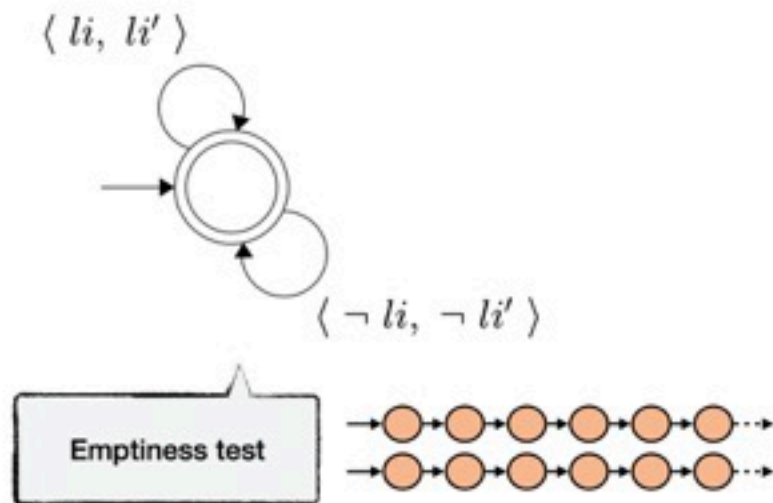 ⟨ li, li′ ⟩
⟨ ¬ li, ¬ li′ ⟩
Emptiness test